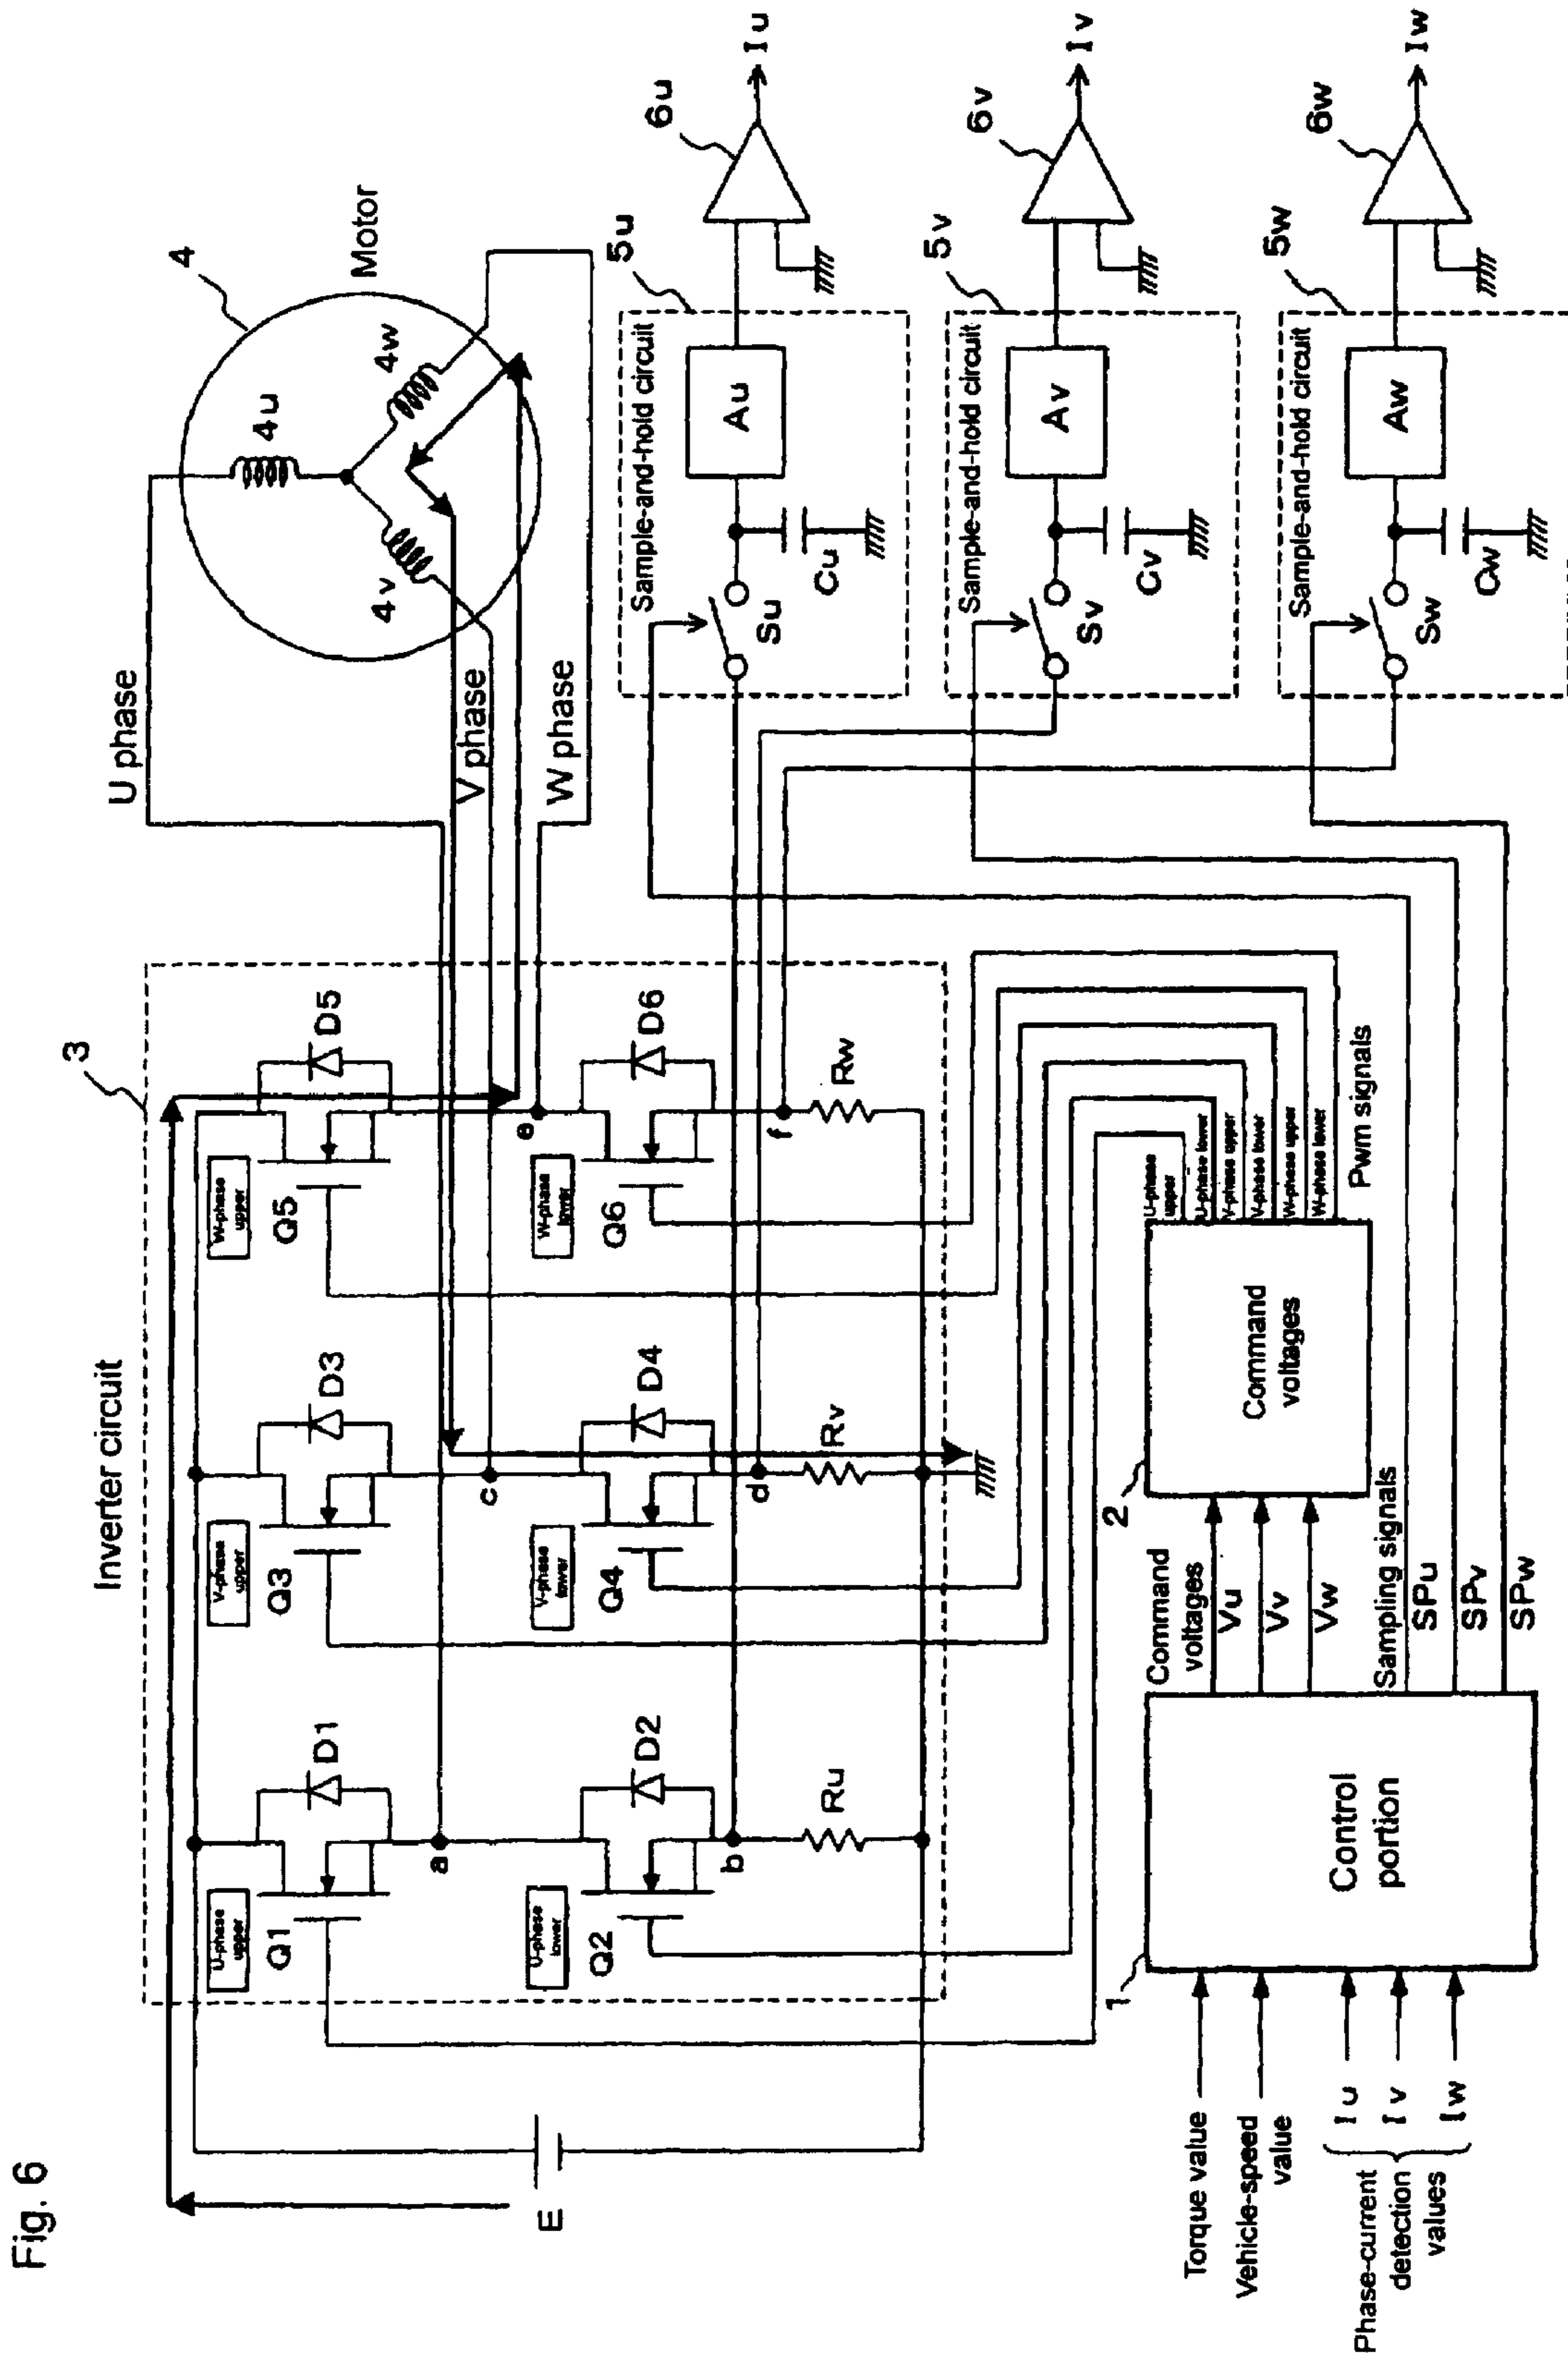 Fig. 6
Inverter circuit
3
U phase
V phase
W phase
4
Motor
4u
4v
4w
U-phase
upper
Q1
D1
V-phase
upper
Q3
D3
W-phase
upper
Q5
D5
a
c
e
U-phase
lower
Q2
D2
V-phase
lower
Q4
D4
W-phase
lower
Q6
D6
b
d
f
Ru
Rv
Rw
E
5u
Sample-and-hold circuit
Su
Cu
Au
6u
Iu
5v
Sample-and-hold circuit
Sv
Cv
Av
6v
Iv
5w
Sample-and-hold circuit
Sw
Cw
Aw
6w
Iw
Torque value
Vehicle-speed
value
Phase-current
detection
values
Iu
Iv
Iw
1
Control
portion
Command
voltages
Vu
Vv
Vw
2
Command
voltages
U-phase
upper
U-phase lower
V-phase upper
V-phase lower
W-phase upper
W-phase lower
Pwm signals
Sampling signals
SPu
SPv
SPw